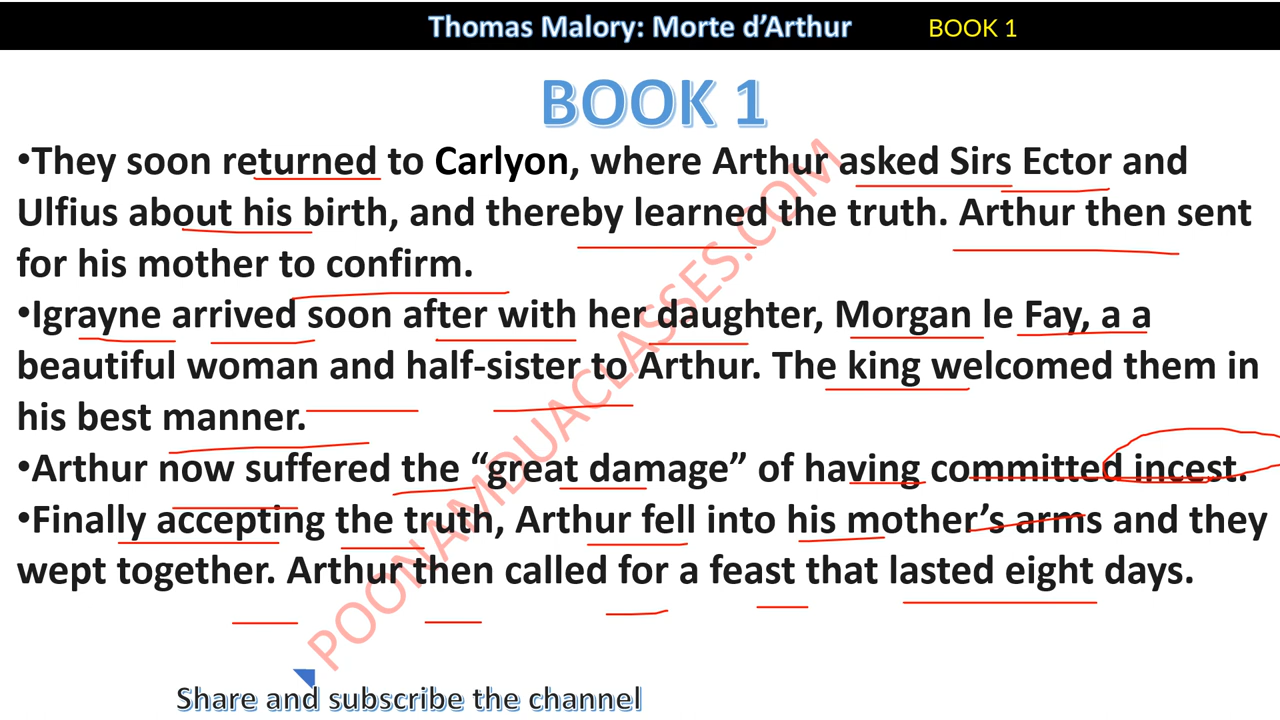 Thomas Malory: Morte d’Arthur BOOK 1
BOOK 1
•They soon returned to Carlyon, where Arthur asked Sirs Ector and
Ulfius about his birth, and thereby learned the truth. Arthur then sent
for his mother to confirm.
•Igrayne arrived soon after with her daughter, Morgan le Fay, a a
beautiful woman and half-sister to Arthur. The king welcomed them in
his best manner.
•Arthur now suffered the “great damage” of having committed incest.
•Finally accepting the truth, Arthur fell into his mother’s arms and they
wept together. Arthur then called for a feast that lasted eight days.
POONAMDUACLASSES.COM
Share and subscribe the channel